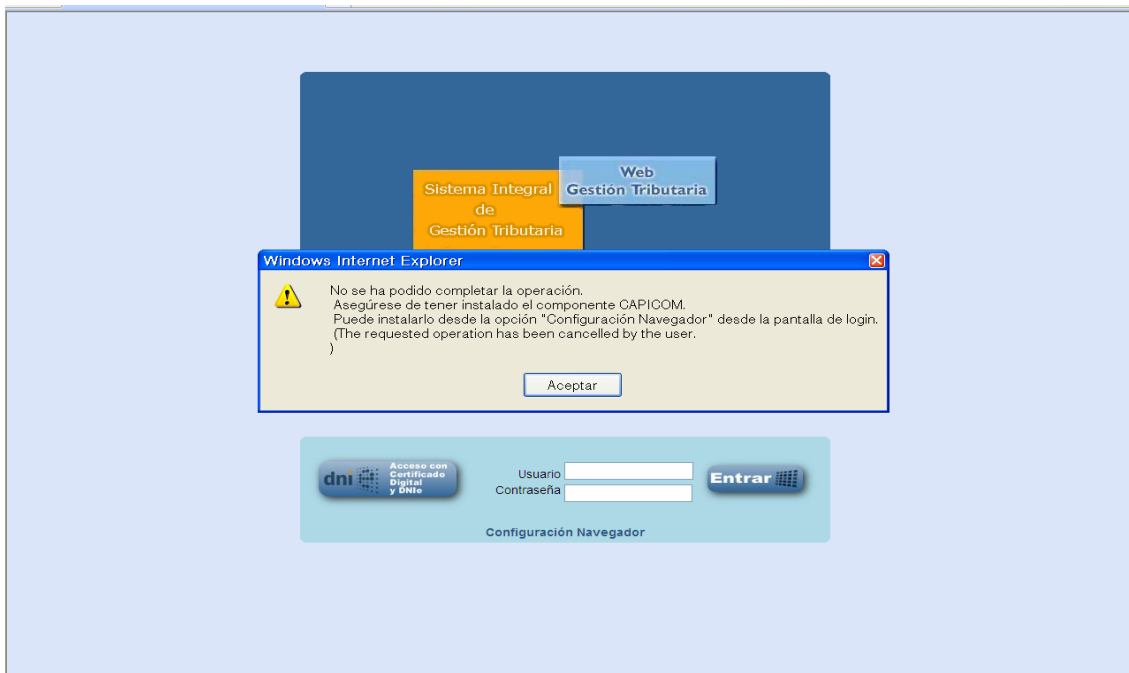 Web
Gestión Tributaria
Sistema Integral
de
Gestión Tributaria
Windows Internet Explorer
No se ha podido completar la operación.
Asegúrese de tener instalado el componente CAPICOM.
Puede instalarlo desde la opción "Configuración Navegador" desde la pantalla de login.
(The requested operation has been cancelled by the user.
)
Aceptar
dni
Acceso con
Certificado
Digital
y DNIe
Usuario
Contraseña
Entrar
Configuración Navegador